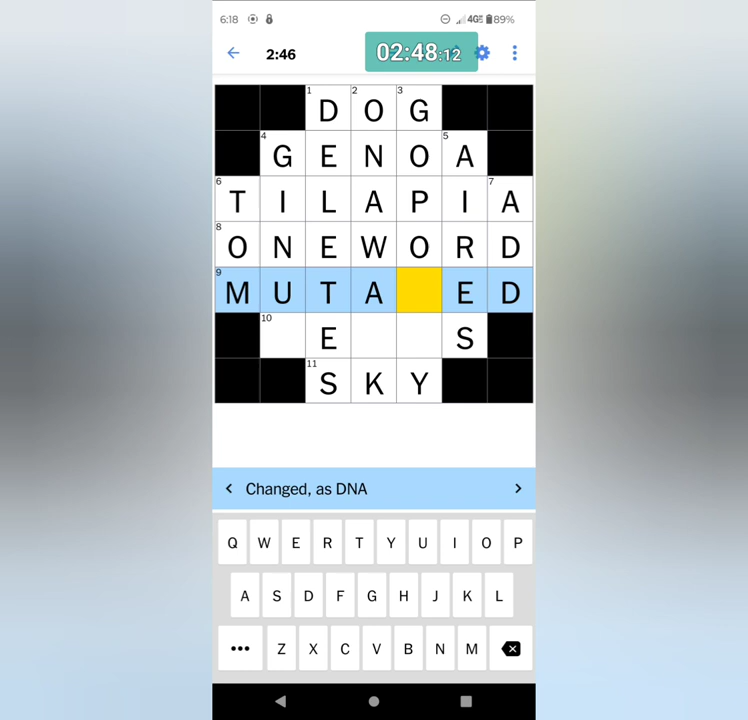 6:18 4GE 89%
2:46 02:48:12
1 D 2 O 3 G
4 G E N O 5 A
6 T I L A P I 7 A
8 O N E W O R D
9 M U T A E D
10 E S
11 S K Y
Changed, as DNA
Q W E R T Y U I O P
A S D F G H J K L
••• Z X C V B N M